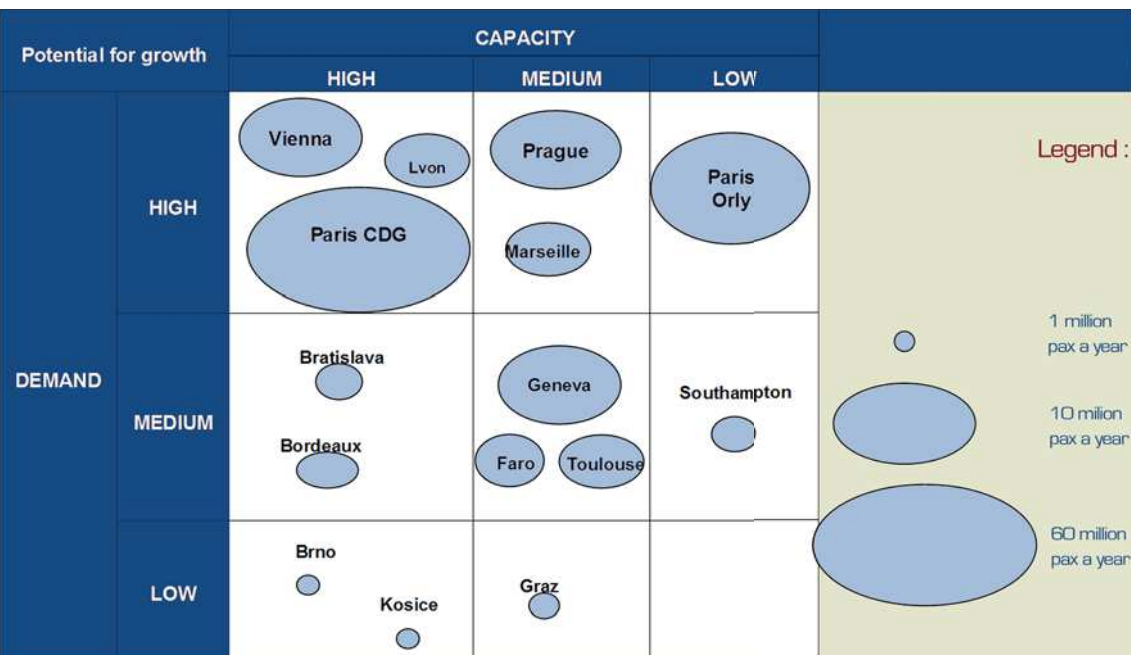 Potential for growth
CAPACITY
HIGH
MEDIUM
LOW
DEMAND
HIGH
Vienna
Lvon
Paris CDG
Prague
Marseille
Paris
Orly
MEDIUM
Bratislava
Bordeaux
Geneva
Faro
Toulouse
Southampton
LOW
Brno
Kosice
Graz
Legend :
1 million
pax a year
10 milion
pax a year
60 million
pax a year